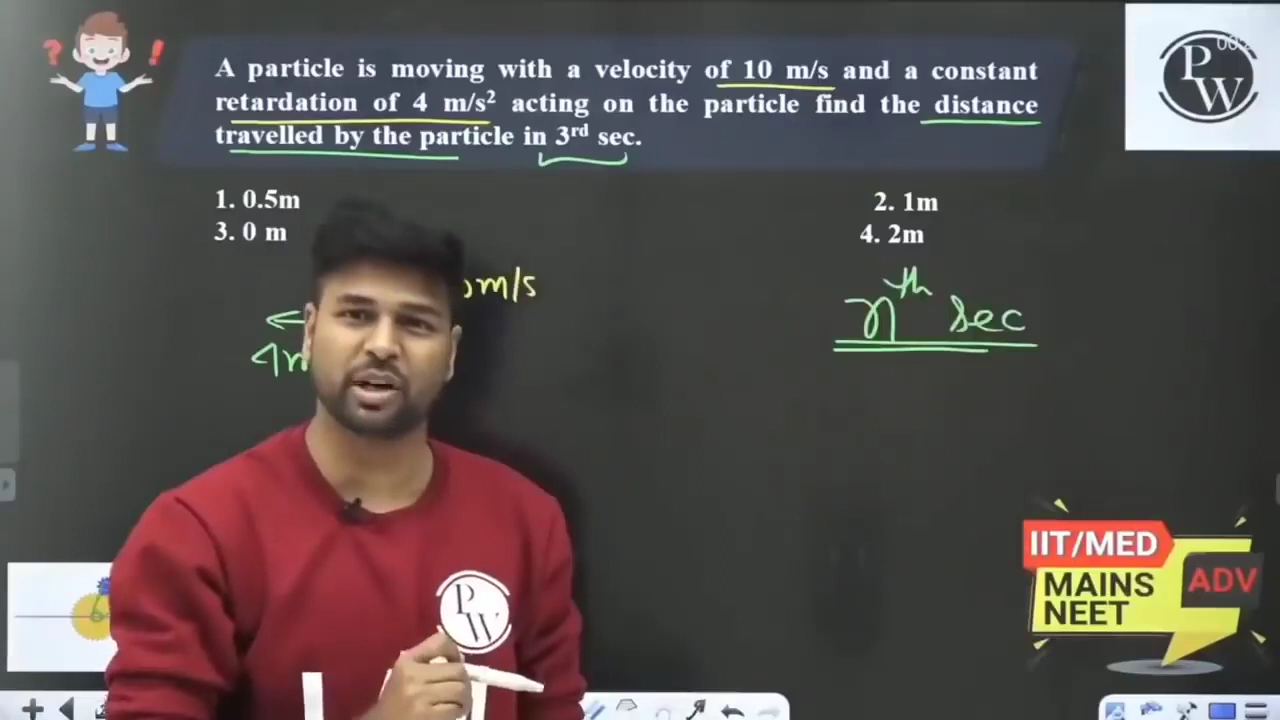 A particle is moving with a velocity of 10 m/s and a constant
retardation of 4 m/s² acting on the particle find the distance
travelled by the particle in 3rd sec.
1. 0.5m
2. 1m
3. 0 m
4. 2m
m/s
nth sec
PW
PW
IIT/MED
MAINS
NEET
ADV